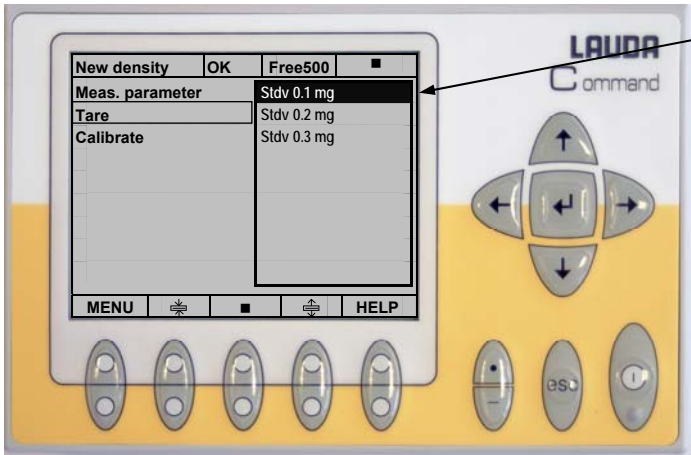 LAUDA
Command
New density OK Free500 ■
Meas. parameter Stdv 0.1 mg
Tare Stdv 0.2 mg
Calibrate Stdv 0.3 mg
MENU ■ HELP
esc